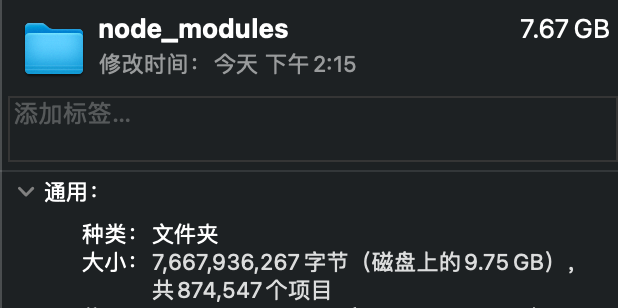 node_modules 7.67 GB
修改时间：今天 下午 2:15
添加标签...
通用：
种类：文件夹
大小：7,667,936,267 字节（磁盘上的 9.75 GB），
共 874,547 个项目